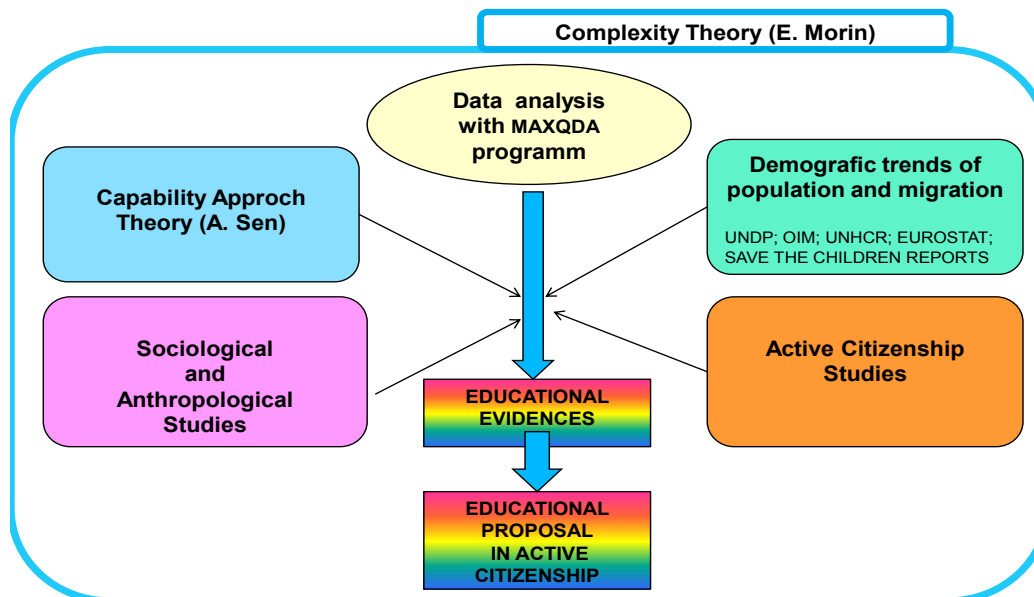 Complexity Theory (E. Morin)
Data analysis
with MAXQDA
programm
Capability Approch
Theory (A. Sen)
Demografic trends of
population and migration
UNDP; OIM; UNHCR; EUROSTAT;
SAVE THE CHILDREN REPORTS
Sociological
and
Anthropological
Studies
Active Citizenship
Studies
EDUCATIONAL
EVIDENCES
EDUCATIONAL
PROPOSAL
IN ACTIVE
CITIZENSHIP